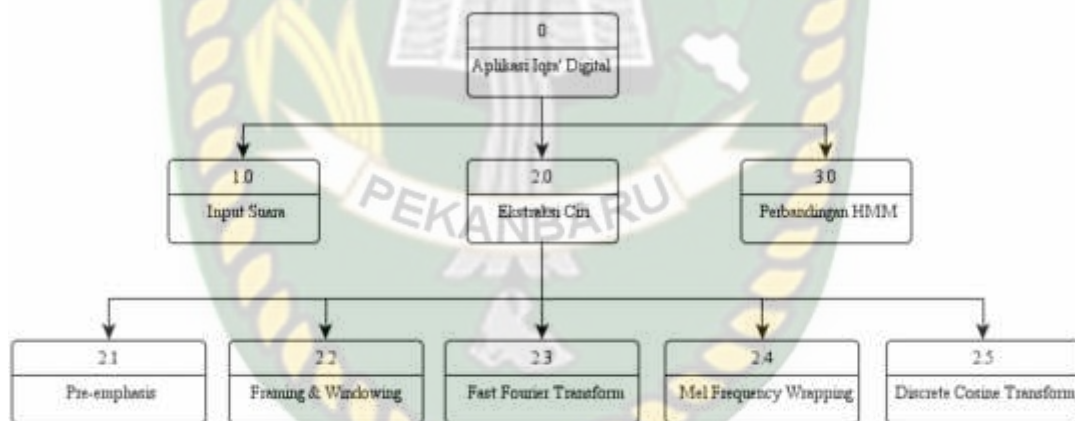 0
Aplikasi Iqra' Digital
1.0
Input Suara
2.0
Ekstraksi Ciri
3.0
Perbandingan HMM
PEKANBARU
2.1
Pre-emphasis
2.2
Framing & Windowing
2.3
Fast Fourier Transform
2.4
Mel Frequency Wrapping
2.5
Discrete Cosine Transform